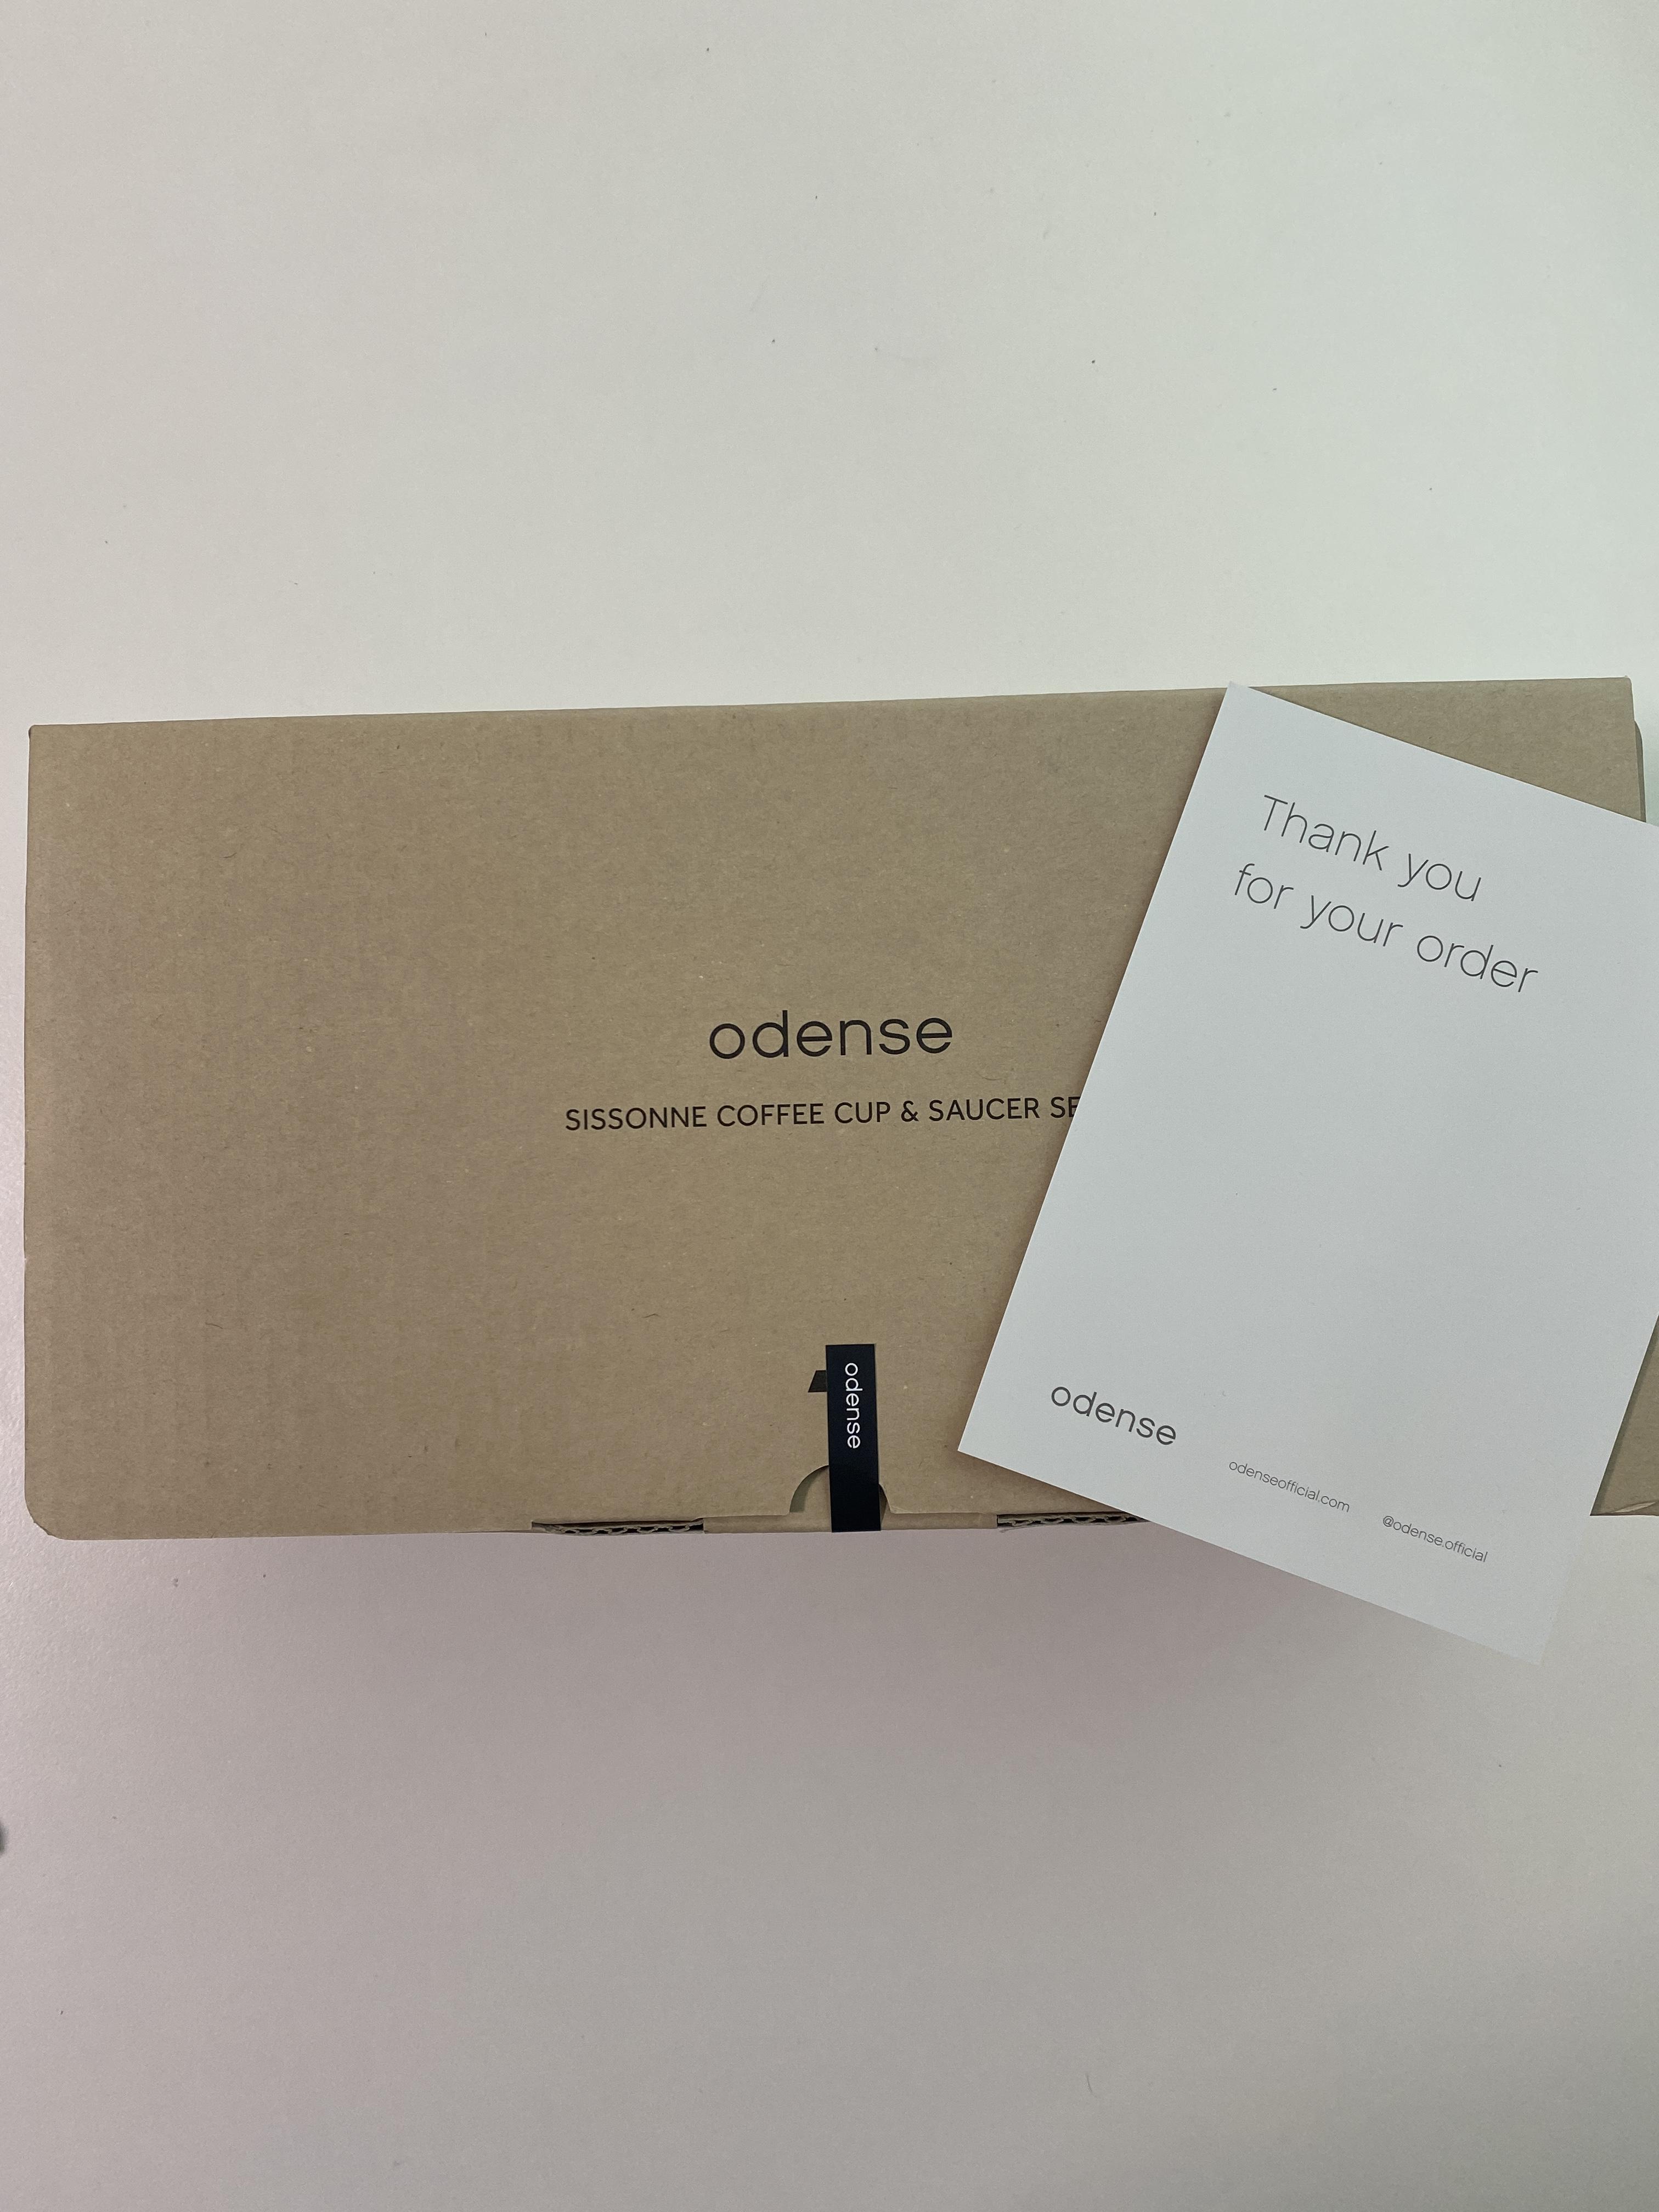 odense
SISSONNE COFFEE CUP & SAUCER SE
odense
Thank you
for your order
odense
odenseofficial.com
@odense.official